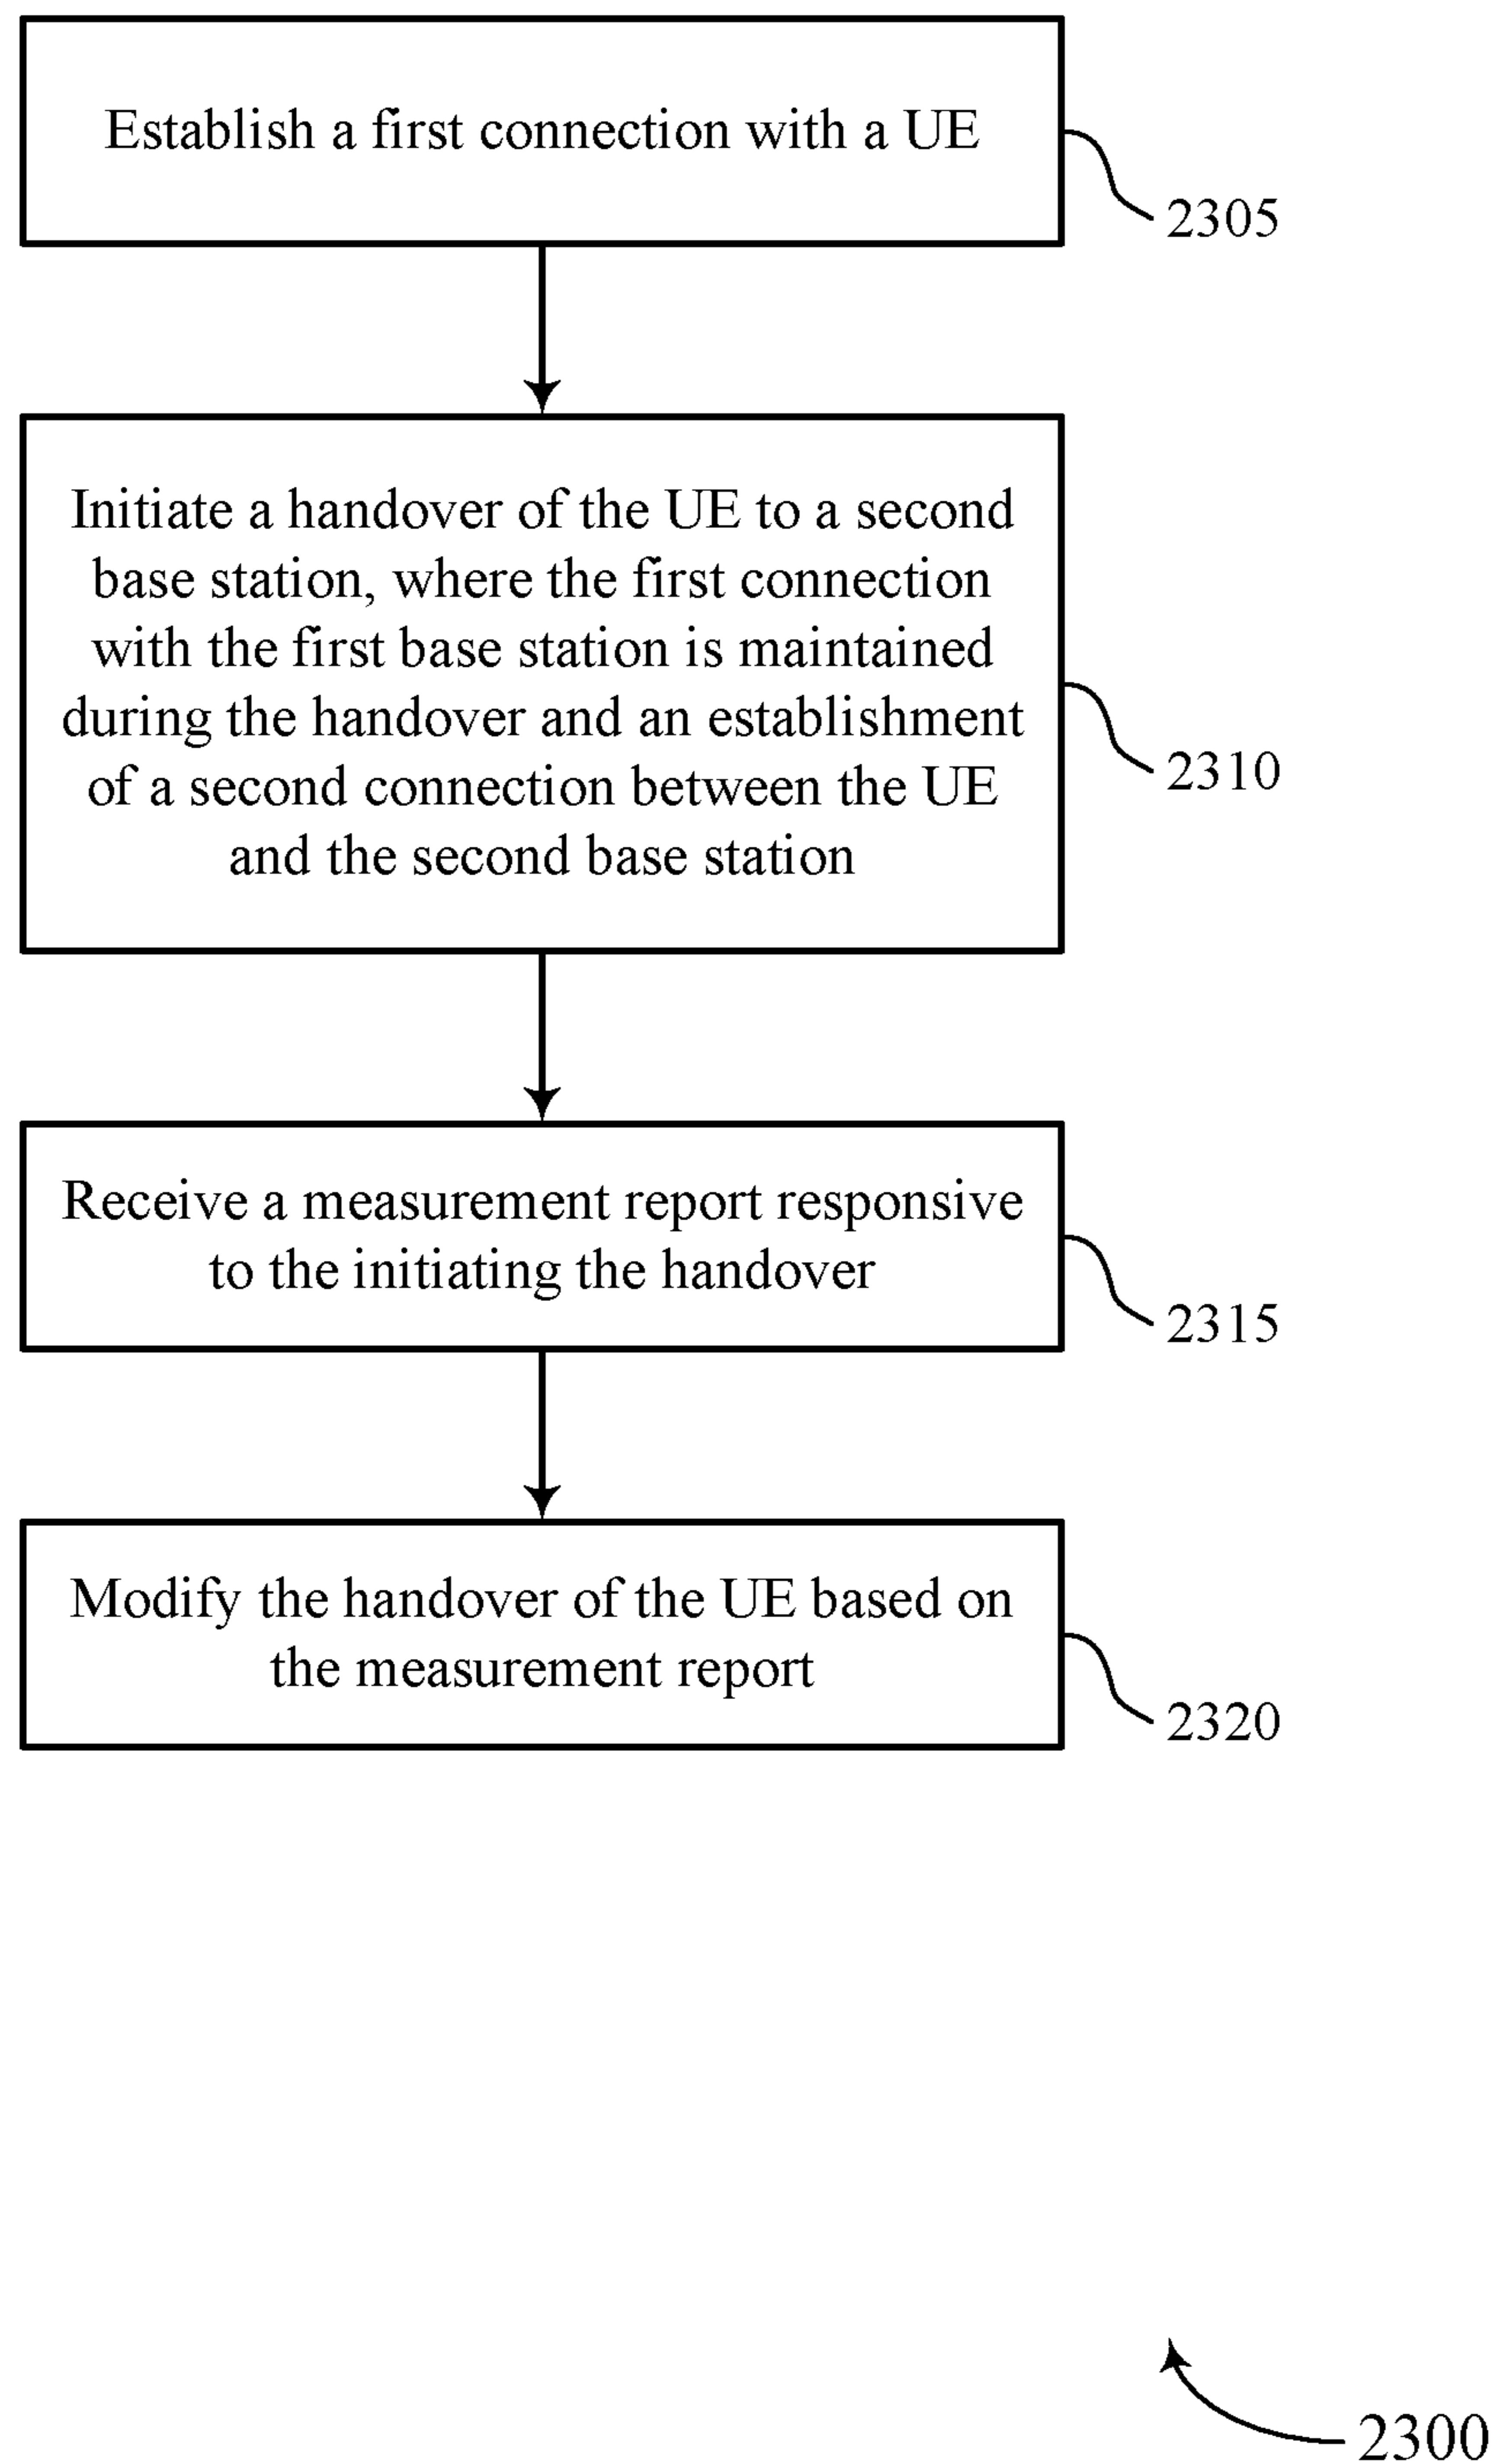 Establish a first connection with a UE
2305
Initiate a handover of the UE to a second
base station, where the first connection
with the first base station is maintained
during the handover and an establishment
of a second connection between the UE
and the second base station
2310
Receive a measurement report responsive
to the initiating the handover
2315
Modify the handover of the UE based on
the measurement report
2320
2300